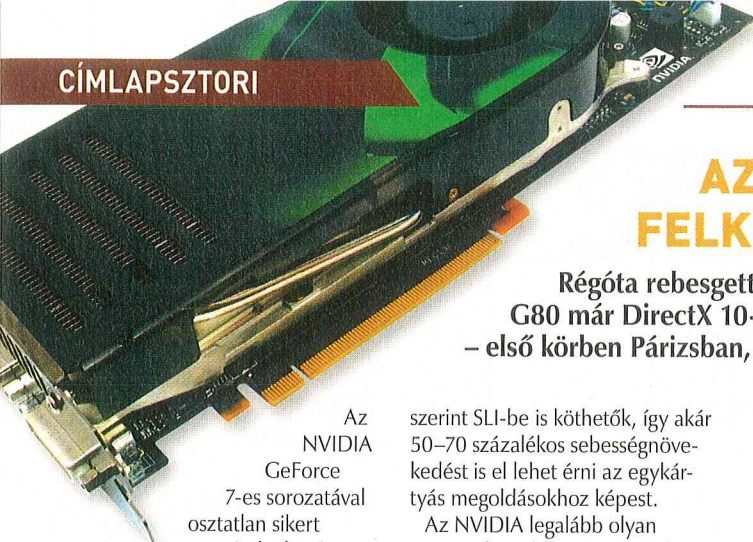 CÍMLAPSZTORI
NVIDIA
AZ
FELK
Régóta rebesgett
G80 már DirectX 10-
– első körben Párizsban,
Az
NVIDIA
GeForce
7-es sorozatával
osztatlan sikert
szerint SLI-be is köthetők, így akár
50–70 százalékos sebességnöve-
kedést is el lehet érni az egykár-
tyás megoldásokhoz képest.
Az NVIDIA legalább olyan